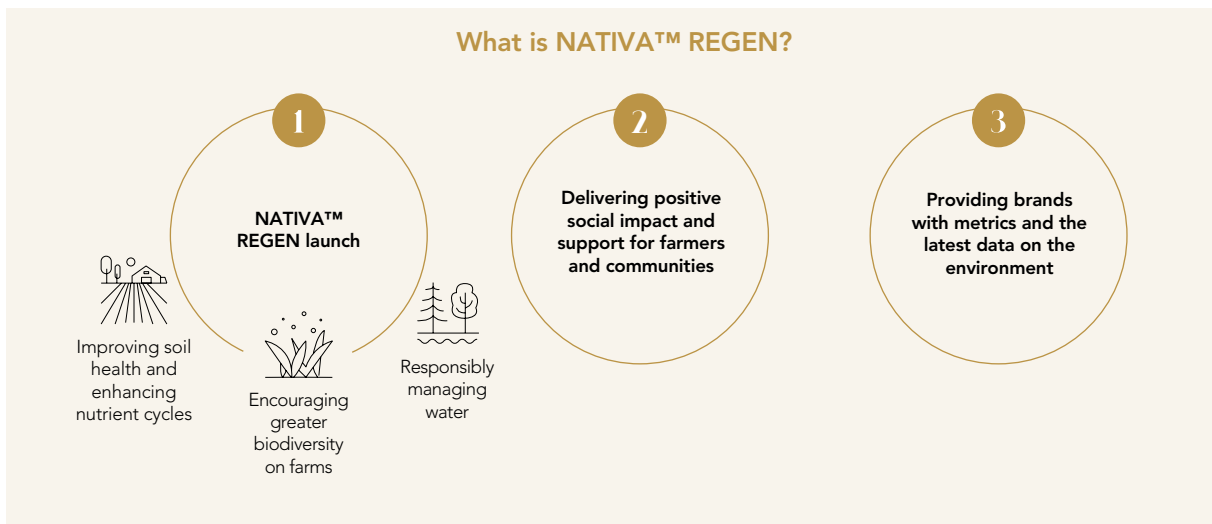 What is NATIVA™ REGEN?
1
NATIVA™
REGEN launch
Improving soil
health and
enhancing
nutrient cycles
Encouraging
greater
biodiversity
on farms
Responsibly
managing
water
2
Delivering positive
social impact and
support for farmers
and communities
3
Providing brands
with metrics and the
latest data on the
environment